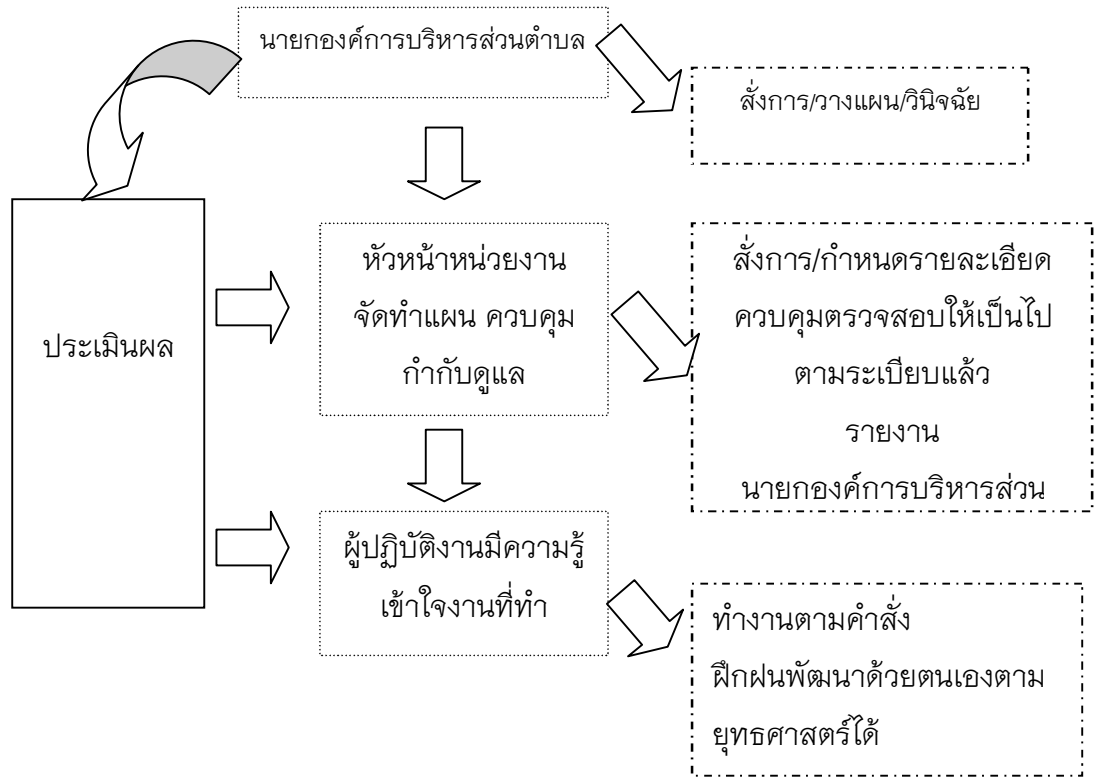 นายกองค์การบริหารส่วนตำบล
สั่งการ/วางแผน/วินิจฉัย
ประเมินผล
หัวหน้าหน่วยงาน
จัดทำแผน ควบคุม
กำกับดูแล
สั่งการ/กำหนดรายละเอียด
ควบคุมตรวจสอบให้เป็นไป
ตามระเบียบแล้ว
รายงาน
นายกองค์การบริหารส่วน
ผู้ปฏิบัติงานมีความรู้
เข้าใจงานที่ทำ
ทำงานตามคำสั่ง
ฝึกฝนพัฒนาด้วยตนเองตาม
ยุทธศาสตร์ได้